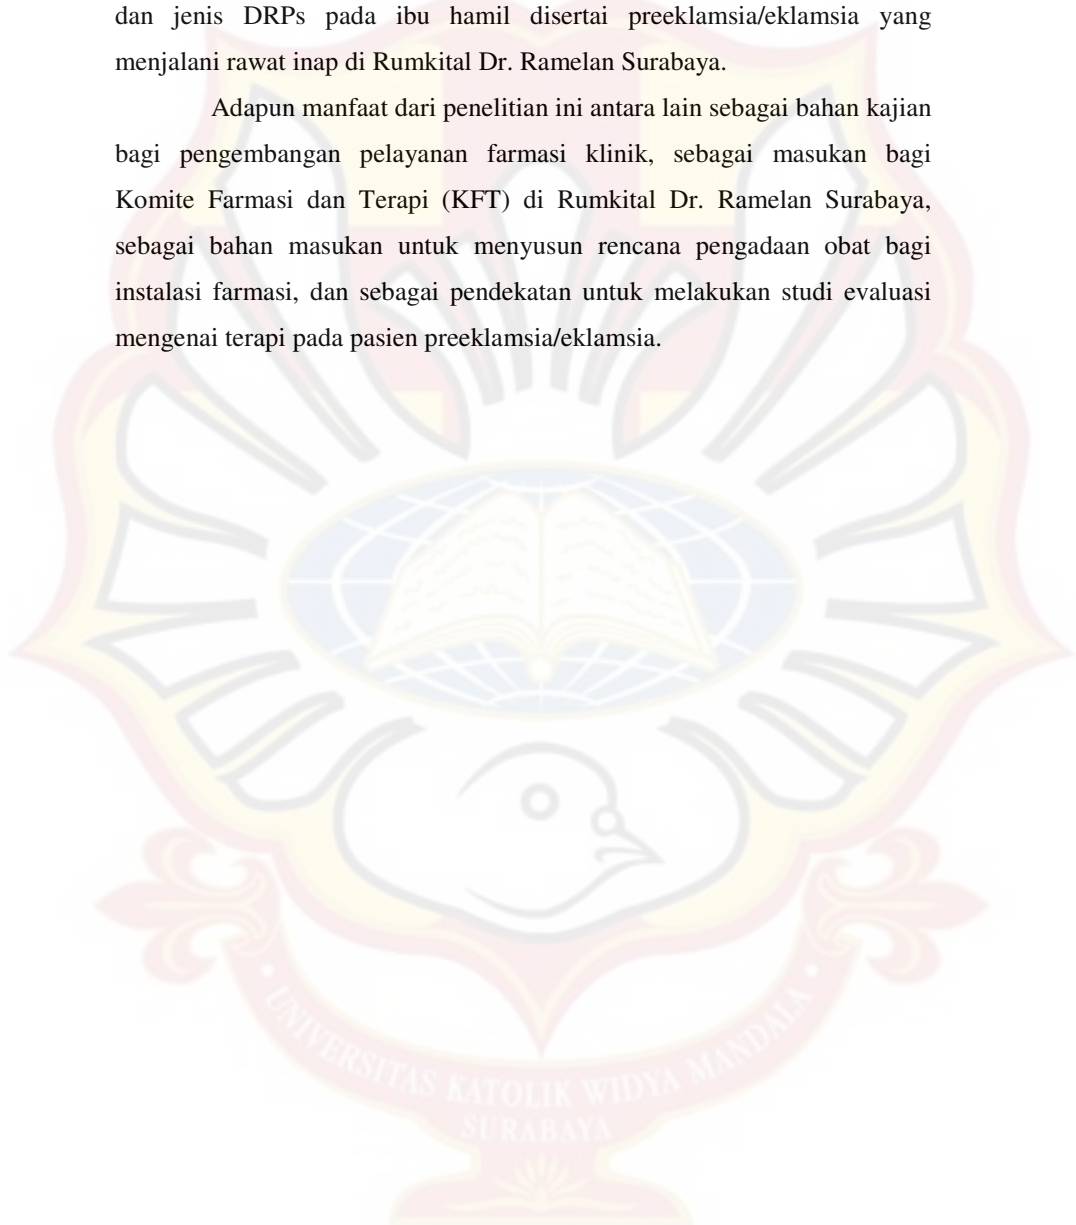 dan jenis DRPs pada ibu hamil disertai preeklamsia/eklamsia yang
menjalani rawat inap di Rumkital Dr. Ramelan Surabaya.
Adapun manfaat dari penelitian ini antara lain sebagai bahan kajian
bagi pengembangan pelayanan farmasi klinik, sebagai masukan bagi
Komite Farmasi dan Terapi (KFT) di Rumkital Dr. Ramelan Surabaya,
sebagai bahan masukan untuk menyusun rencana pengadaan obat bagi
instalasi farmasi, dan sebagai pendekatan untuk melakukan studi evaluasi
mengenai terapi pada pasien preeklamsia/eklamsia.
UNIVERSITAS KATOLIK WIDYA MANDALA
SURABAYA